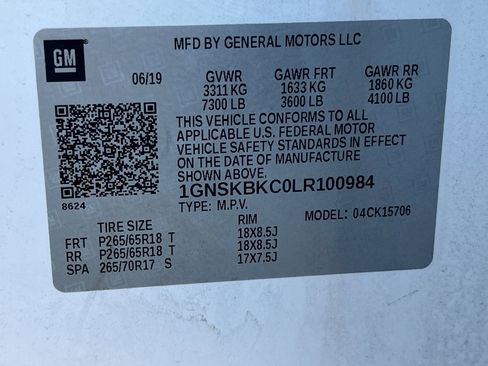 GM
MFD BY GENERAL MOTORS LLC
06/19 GVWR GAWR FRT GAWR RR
3311 KG 1633 KG 1860 KG
7300 LB 3600 LB 4100 LB
THIS VEHICLE CONFORMS TO ALL
APPLICABLE U.S. FEDERAL MOTOR
VEHICLE SAFETY STANDARDS IN EFFECT
ON THE DATE OF MANUFACTURE
SHOWN ABOVE.
8624
1GNSKBKC0LR100984
TYPE: M.P.V. MODEL: 04CK15706
TIRE SIZE RIM
FRT P265/65R18 T 18X8.5J
RR P265/65R18 T 18X8.5J
SPA 265/70R17 S 17X7.5J